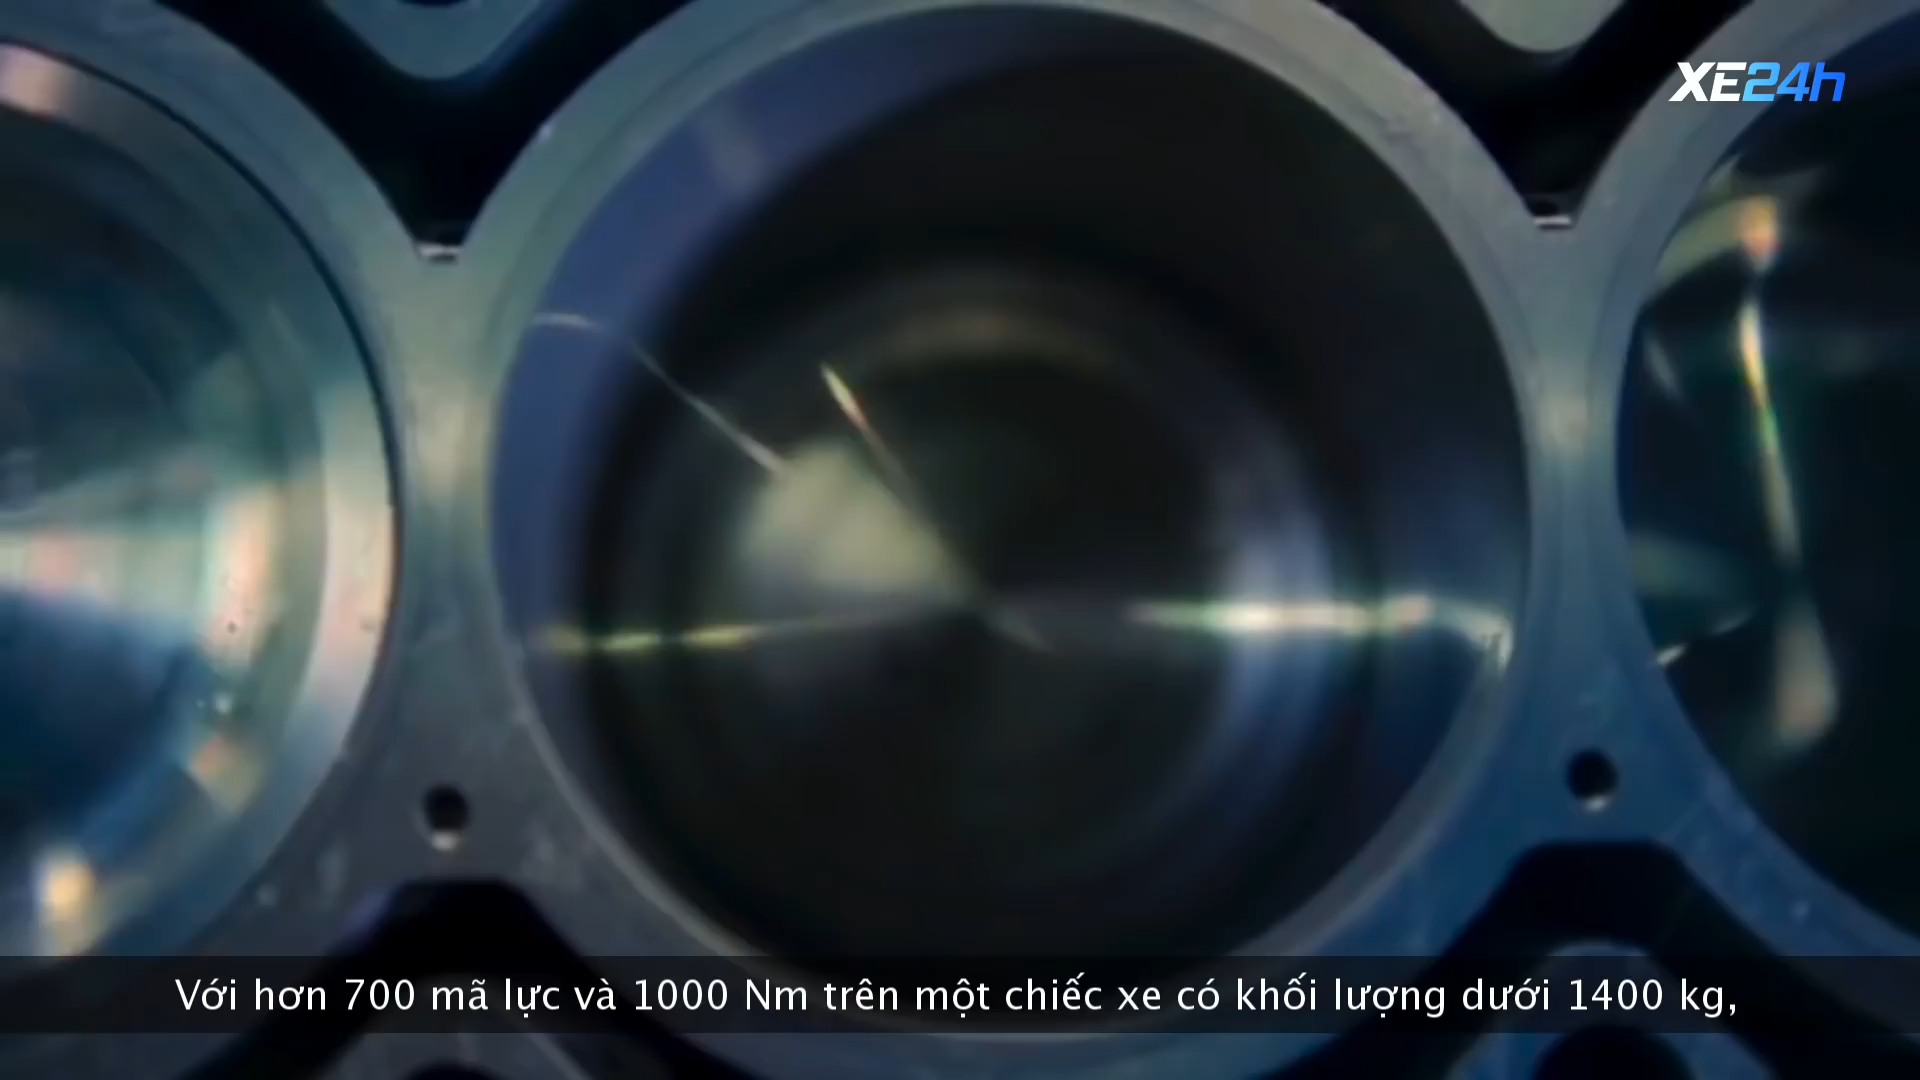 XE24h
Với hơn 700 mã lực và 1000 Nm trên một chiếc xe có khối lượng dưới 1400 kg,